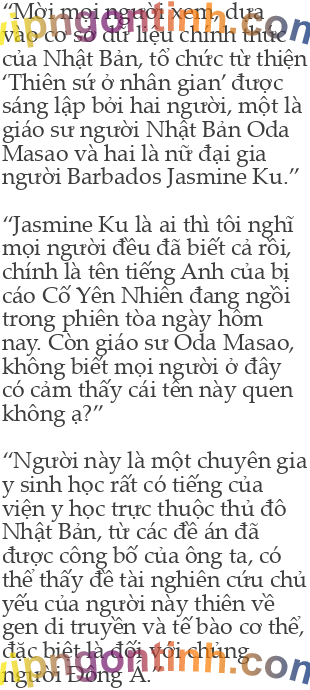 “Mời mọi người xem, dựa
vào cơ sở dữ liệu chính thức
của Nhật Bản, tổ chức từ thiện
‘Thiên sứ ở nhân gian’ được
sáng lập bởi hai người, một là
giáo sư người Nhật Bản Oda
Masao và hai là nữ đại gia
người Barbados Jasmine Ku.”

“Jasmine Ku là ai thì tôi nghĩ
mọi người đều đã biết cả rồi,
chính là tên tiếng Anh của bị
cáo Cố Yên Nhiên đang ngồi
trong phiên tòa ngày hôm
nay. Còn giáo sư Oda Masao,
không biết mọi người ở đây
có cảm thấy cái tên này quen
không ạ?”

“Người này là một chuyên gia
y sinh học rất có tiếng của
viện y học trực thuộc thủ đô
Nhật Bản, từ các đề án đã
được công bố của ông ta, có
thể thấy đề tài nghiên cứu chủ
yếu của người này thiên về
gen di truyền và tế bào cơ thể,
đặc biệt là đối với chủng
người Đông Á.”
vipngontinh.com
vipngontinh.com